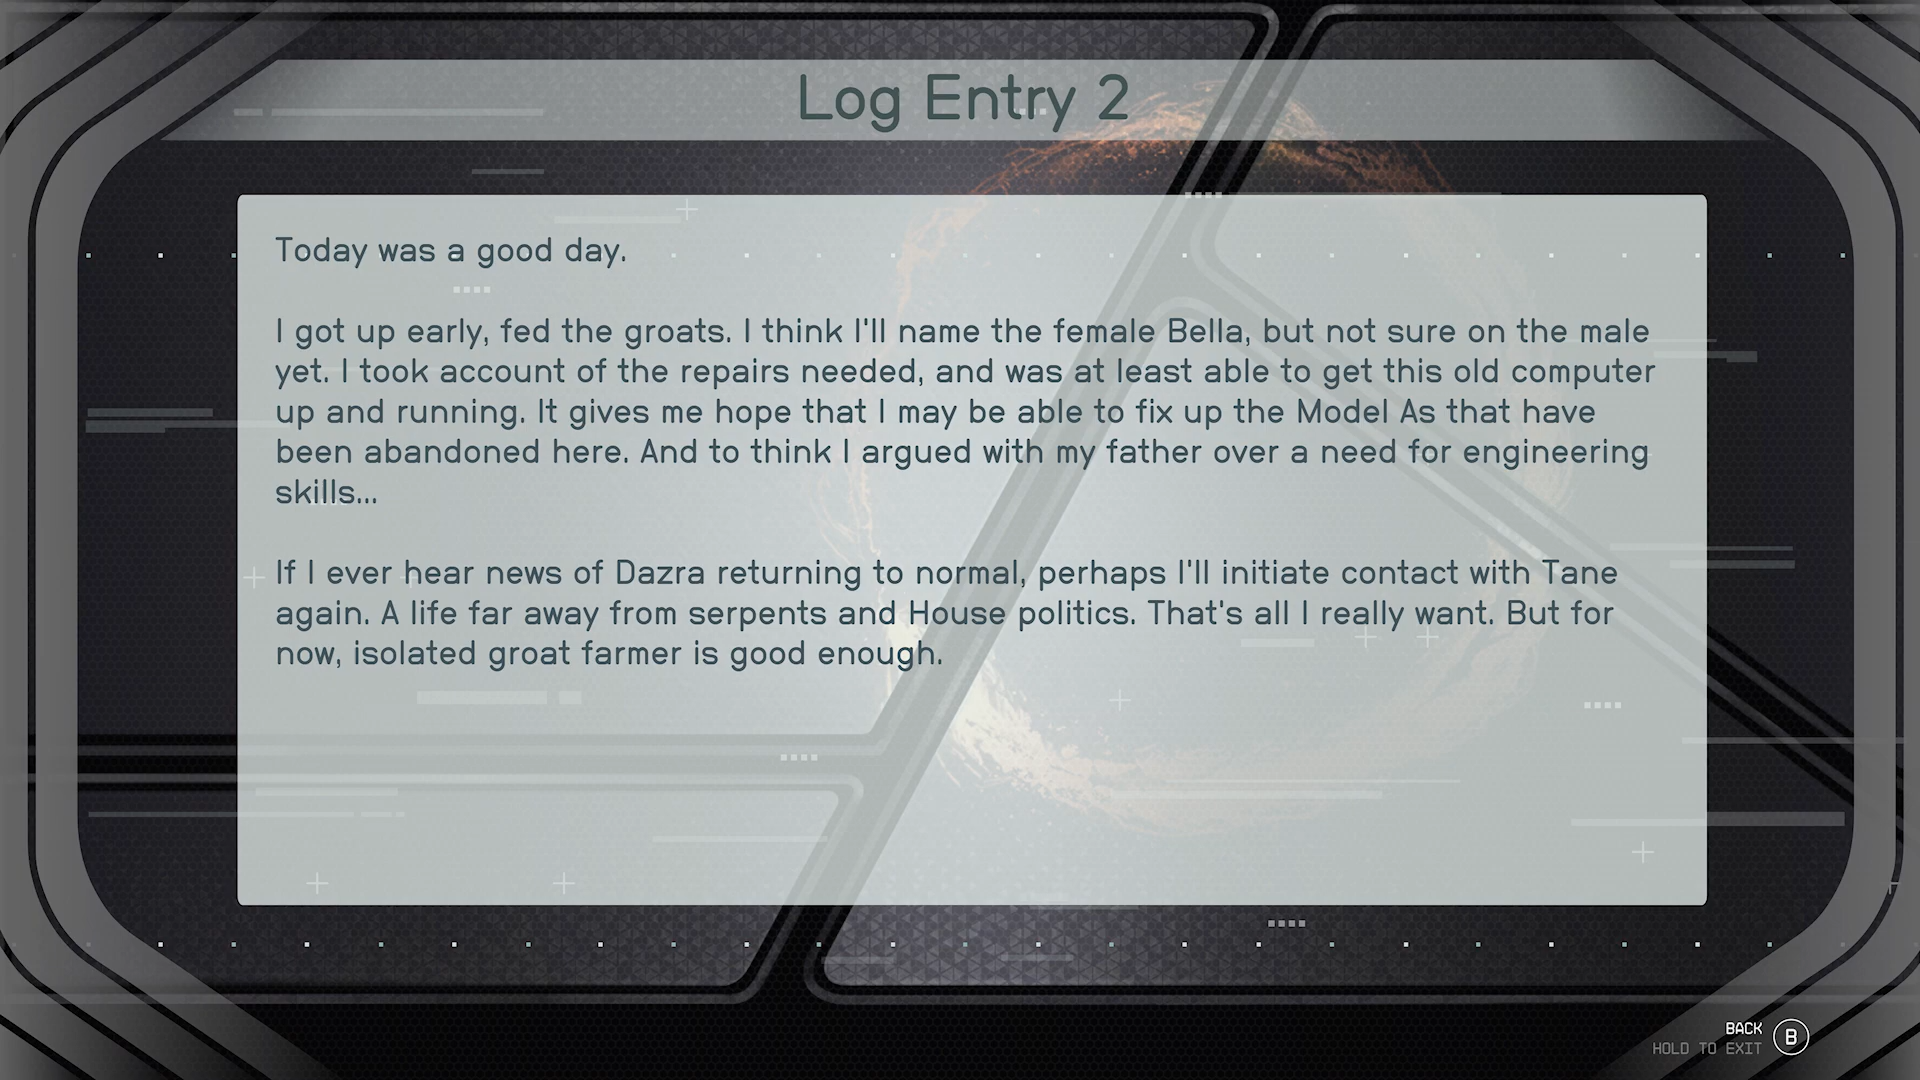 Log Entry 2
Today was a good day.
I got up early, fed the groats. I think I'll name the female Bella, but not sure on the male
yet. I took account of the repairs needed, and was at least able to get this old computer
up and running. It gives me hope that I may be able to fix up the Model As that have
been abandoned here. And to think I argued with my father over a need for engineering
skills...
If I ever hear news of Dazra returning to normal, perhaps I'll initiate contact with Tane
again. A life far away from serpents and House politics. That's all I really want. But for
now, isolated groat farmer is good enough.
BACK
HOLD TO EXIT
B